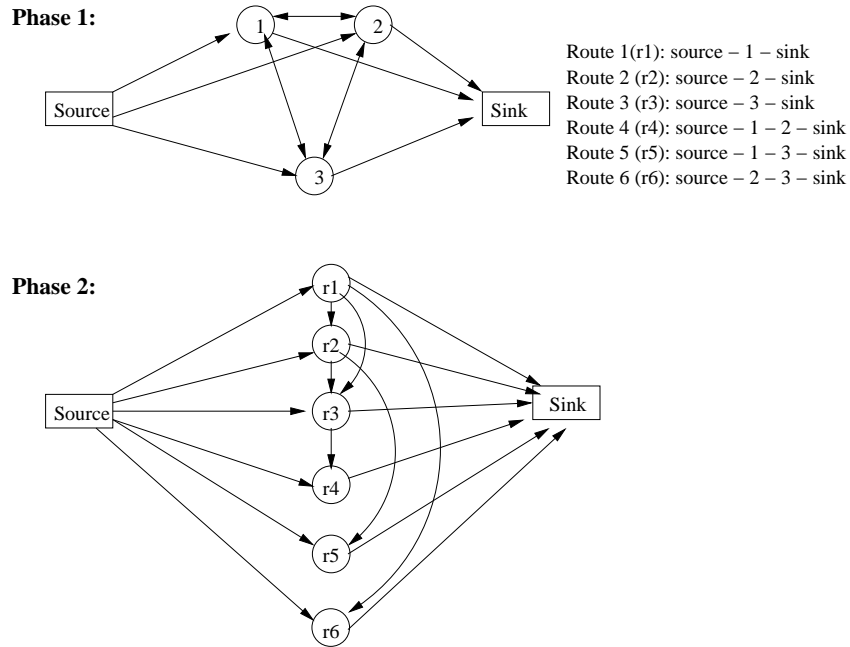 Phase 1:
1
2
3
Source
Sink
Route 1(r1): source – 1 – sink
Route 2 (r2): source – 2 – sink
Route 3 (r3): source – 3 – sink
Route 4 (r4): source – 1 – 2 – sink
Route 5 (r5): source – 1 – 3 – sink
Route 6 (r6): source – 2 – 3 – sink
Phase 2:
r1
r2
r3
r4
r5
r6
Source
Sink